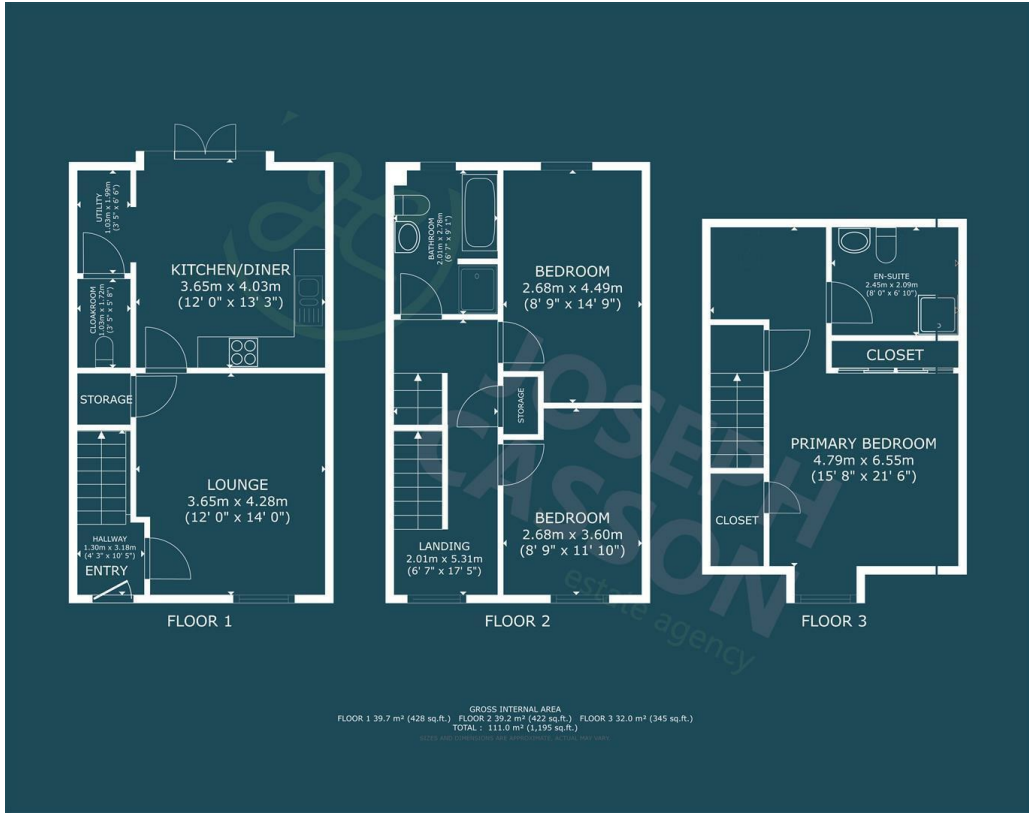 UTILITY
1.03m x 1.99m
(3' 5" x 6' 6")
KITCHEN/DINER
3.65m x 4.03m
(12' 0" x 13' 3")
CLOAKROOM
1.03m x 1.72m
(3' 5" x 5' 8")
STORAGE
LOUNGE
3.65m x 4.28m
(12' 0" x 14' 0")
HALLWAY
1.30m x 3.18m
(4' 3" x 10' 5")
ENTRY
FLOOR 1
BATHROOM
2.01m x 2.78m
(6' 7" x 9' 1")
BEDROOM
2.68m x 4.49m
(8' 9" x 14' 9")
STORAGE
BEDROOM
2.68m x 3.60m
(8' 9" x 11' 10")
LANDING
2.01m x 5.31m
(6' 7" x 17' 5")
FLOOR 2
EN-SUITE
2.45m x 2.09m
(8' 0" x 6' 10")
CLOSET
PRIMARY BEDROOM
4.79m x 6.55m
(15' 8" x 21' 6")
CLOSET
FLOOR 3
JOSEPH
CASSON
estate agency
GROSS INTERNAL AREA
FLOOR 1 39.7 m² (428 sq.ft.) FLOOR 2 39.2 m² (422 sq.ft.) FLOOR 3 32.0 m² (345 sq.ft.)
TOTAL : 111.0 m² (1,195 sq.ft.)
SIZES AND DIMENSIONS ARE APPROXIMATE, ACTUAL MAY VARY.